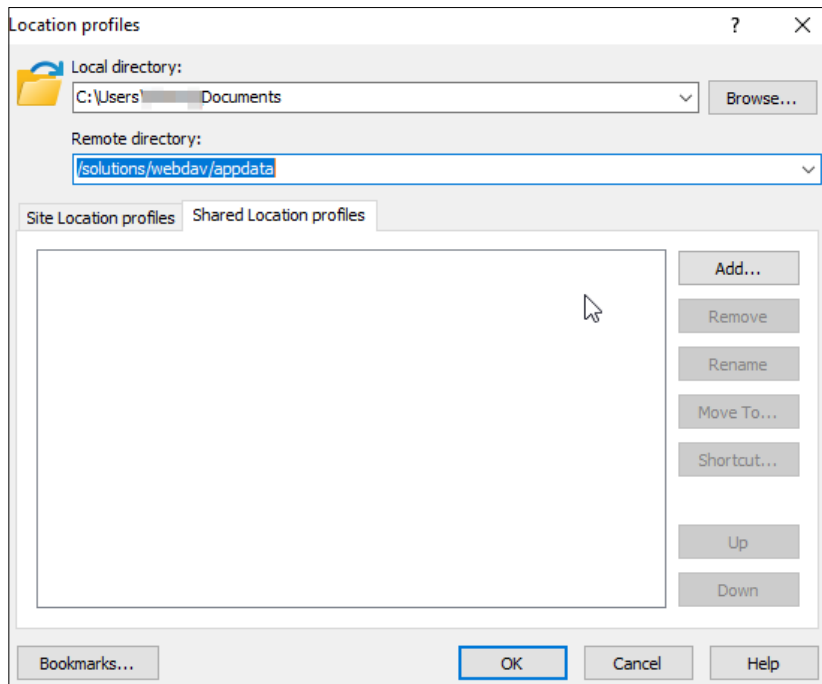 Location profiles
?
Local directory:
C:\Users\ Documents
Browse...
Remote directory:
/solutions/webdav/appdata
Site Location profiles
Shared Location profiles
Add...
Remove
Rename
Move To...
Shortcut...
Up
Down
Bookmarks...
OK
Cancel
Help